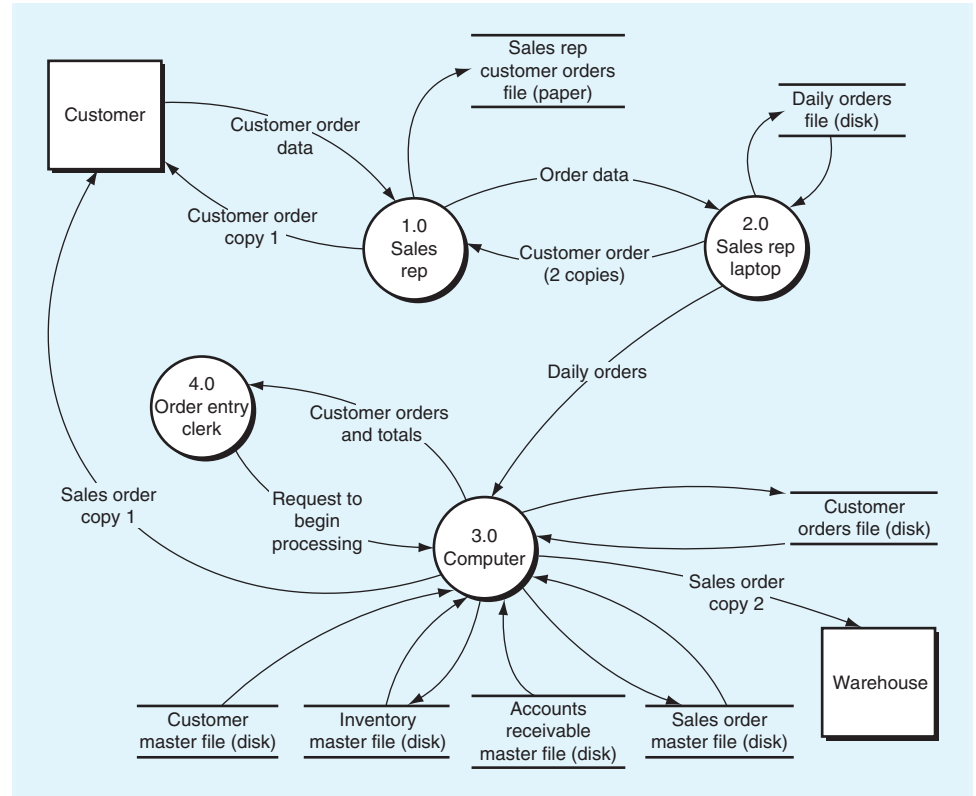 Sales rep
customer orders
file (paper)
Daily orders
file (disk)
Customer
Customer order
data
Order data
Customer order
copy 1
1.0
Sales
rep
Customer order
(2 copies)
2.0
Sales rep
laptop
Daily orders
4.0
Order entry
clerk
Customer orders
and totals
Sales order
copy 1
Request to
begin
processing
3.0
Computer
Customer
orders file (disk)
Sales order
copy 2
Warehouse
Customer
master file (disk)
Inventory
master file (disk)
Accounts
receivable
master file (disk)
Sales order
master file (disk)